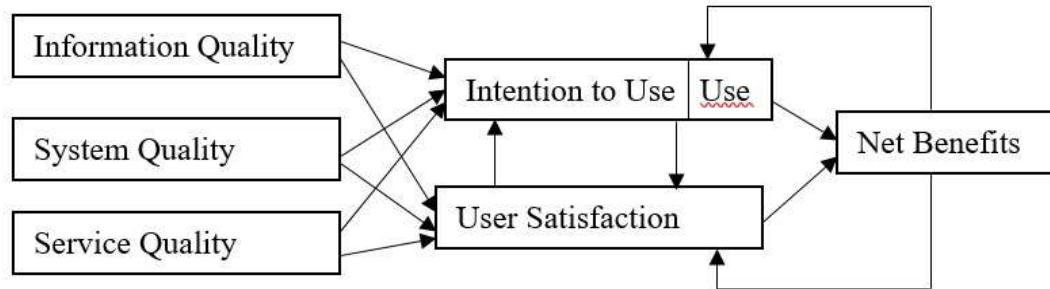 Information Quality
Intention to Use Use
System Quality
Net Benefits
User Satisfaction
Service Quality